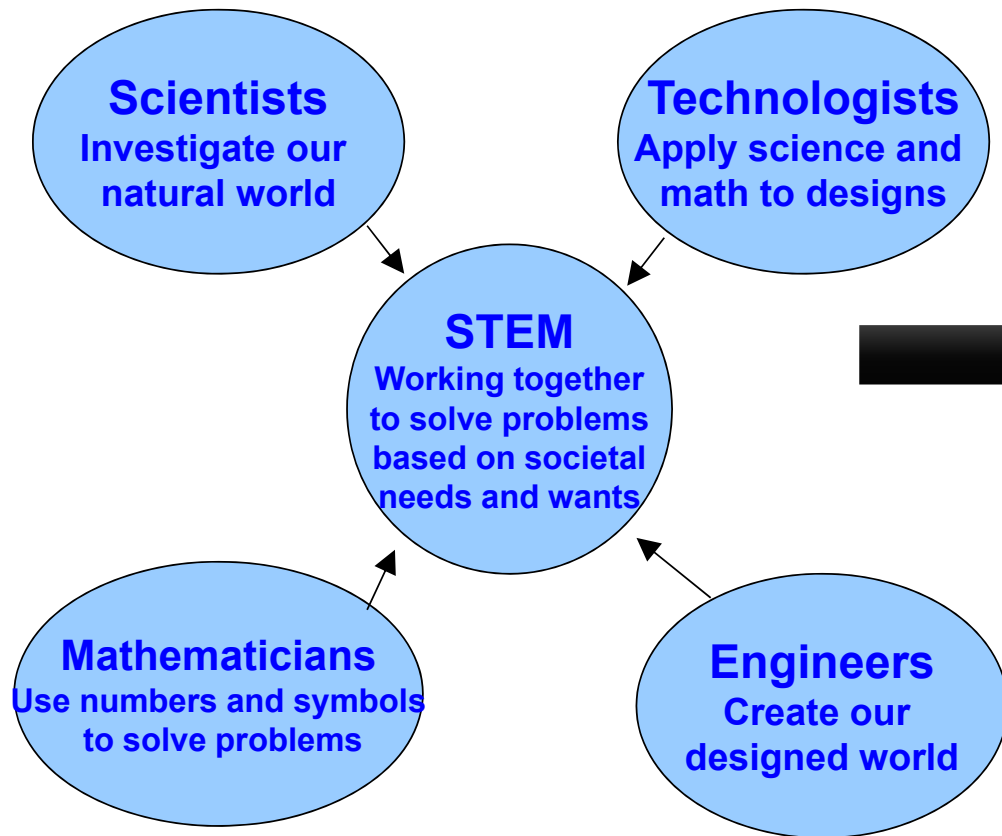 Scientists
Investigate our
natural world
Technologists
Apply science and
math to designs
STEM
Working together
to solve problems
based on societal
needs and wants
Mathematicians
Use numbers and symbols
to solve problems
Engineers
Create our
designed world